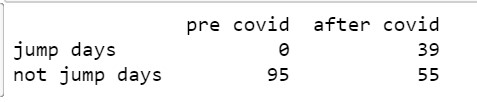 pre covid after covid
jump days 0 39
not jump days 95 55